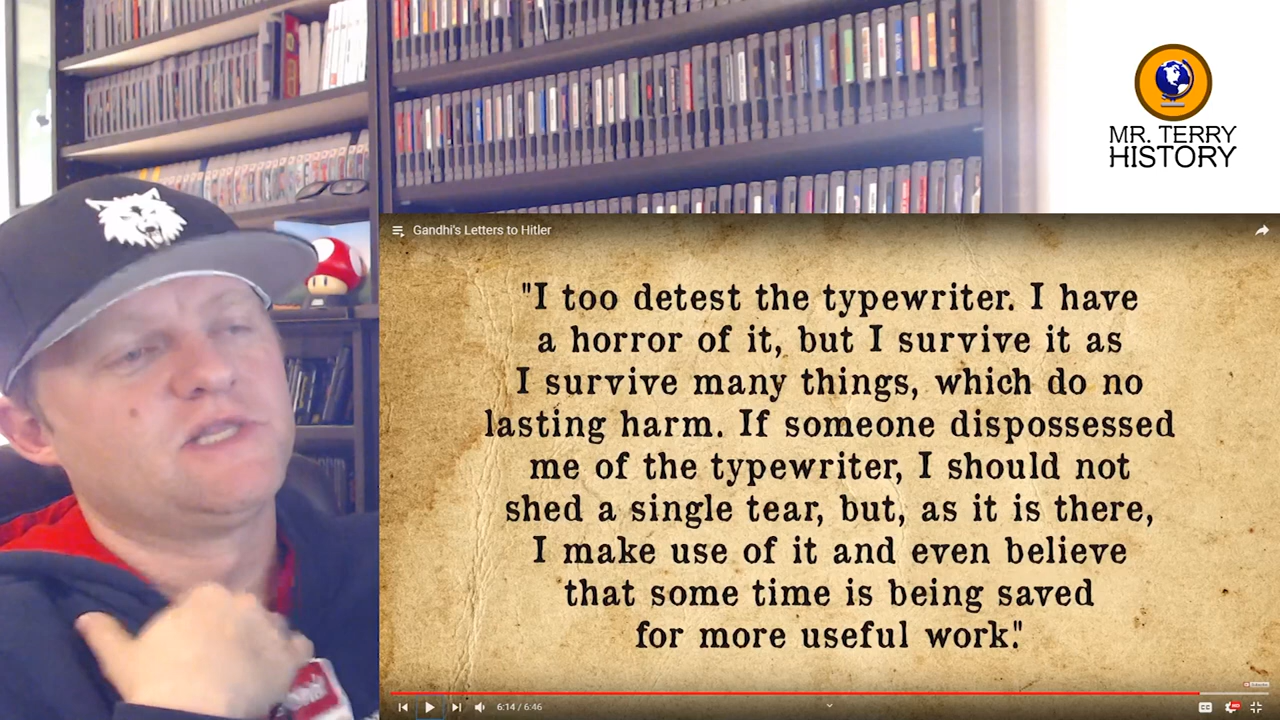 MR. TERRY
HISTORY
Gandhi's Letters to Hitler
"I too detest the typewriter. I have
a horror of it, but I survive it as
I survive many things, which do no
lasting harm. If someone dispossessed
me of the typewriter, I should not
shed a single tear, but, as it is there,
I make use of it and even believe
that some time is being saved
for more useful work."
6:14 / 6:46
CC